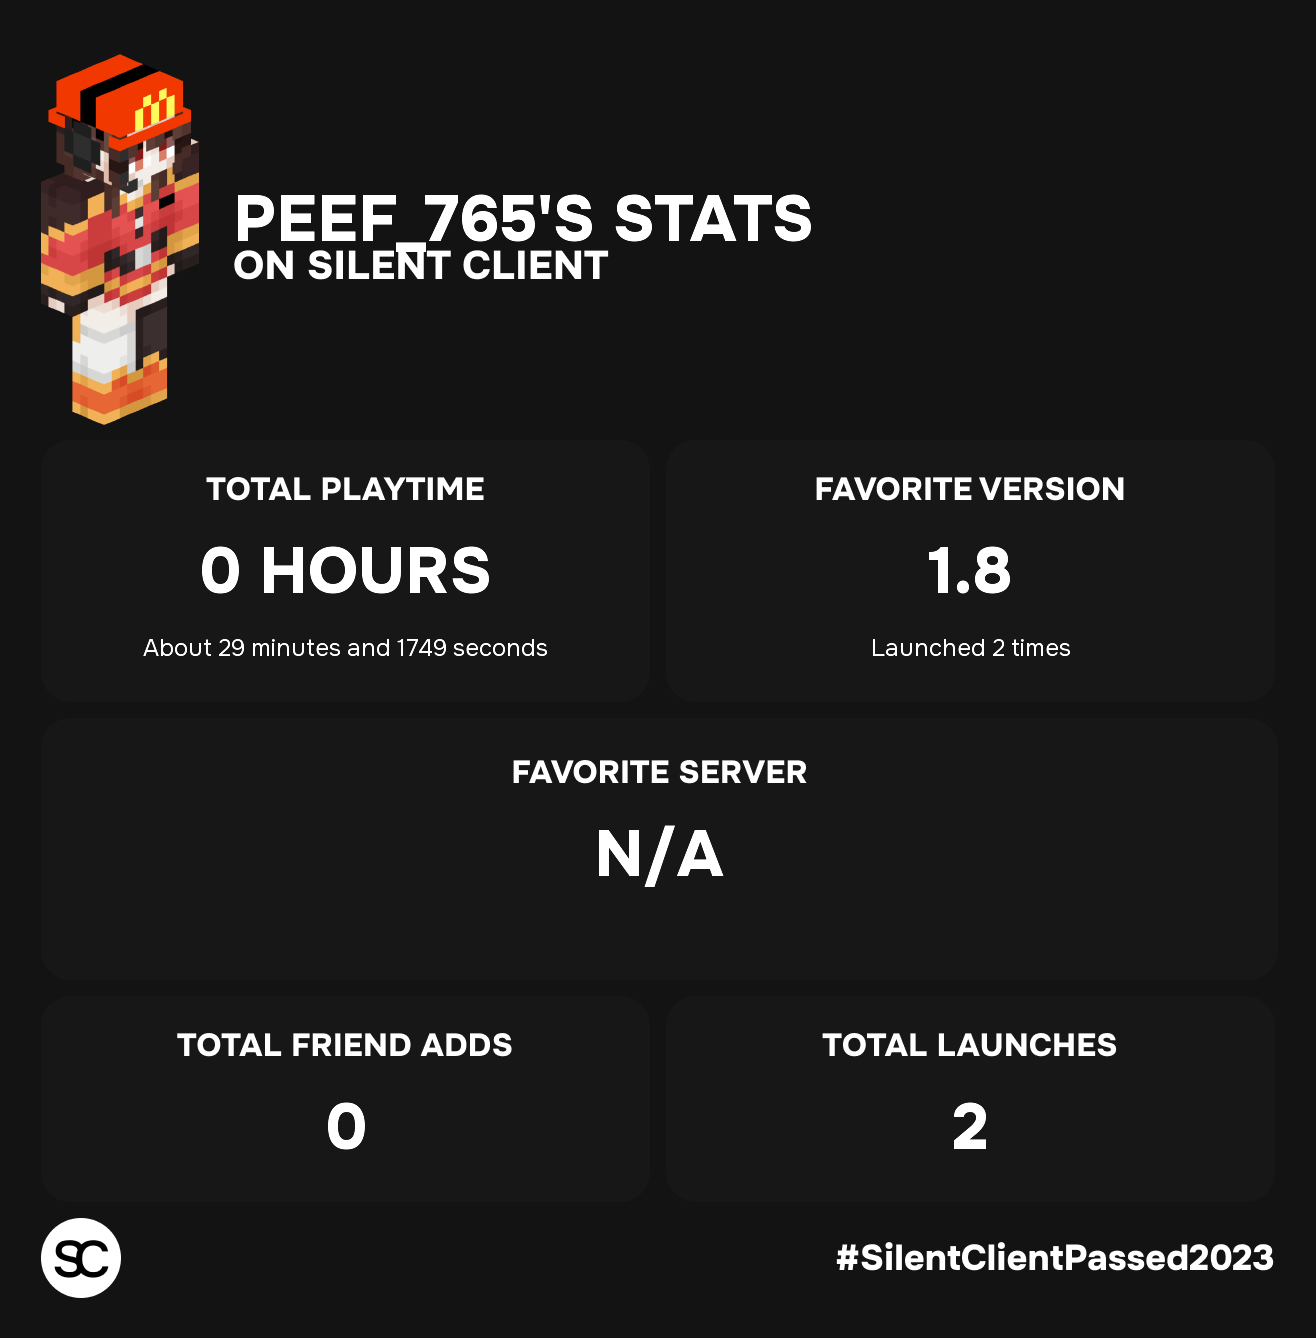 PEEF_765'S STATS
ON SILENT CLIENT
TOTAL PLAYTIME
0 HOURS
About 29 minutes and 1749 seconds
FAVORITE VERSION
1.8
Launched 2 times
FAVORITE SERVER
N/A
TOTAL FRIEND ADDS
0
TOTAL LAUNCHES
2
SC
#SilentClientPassed2023